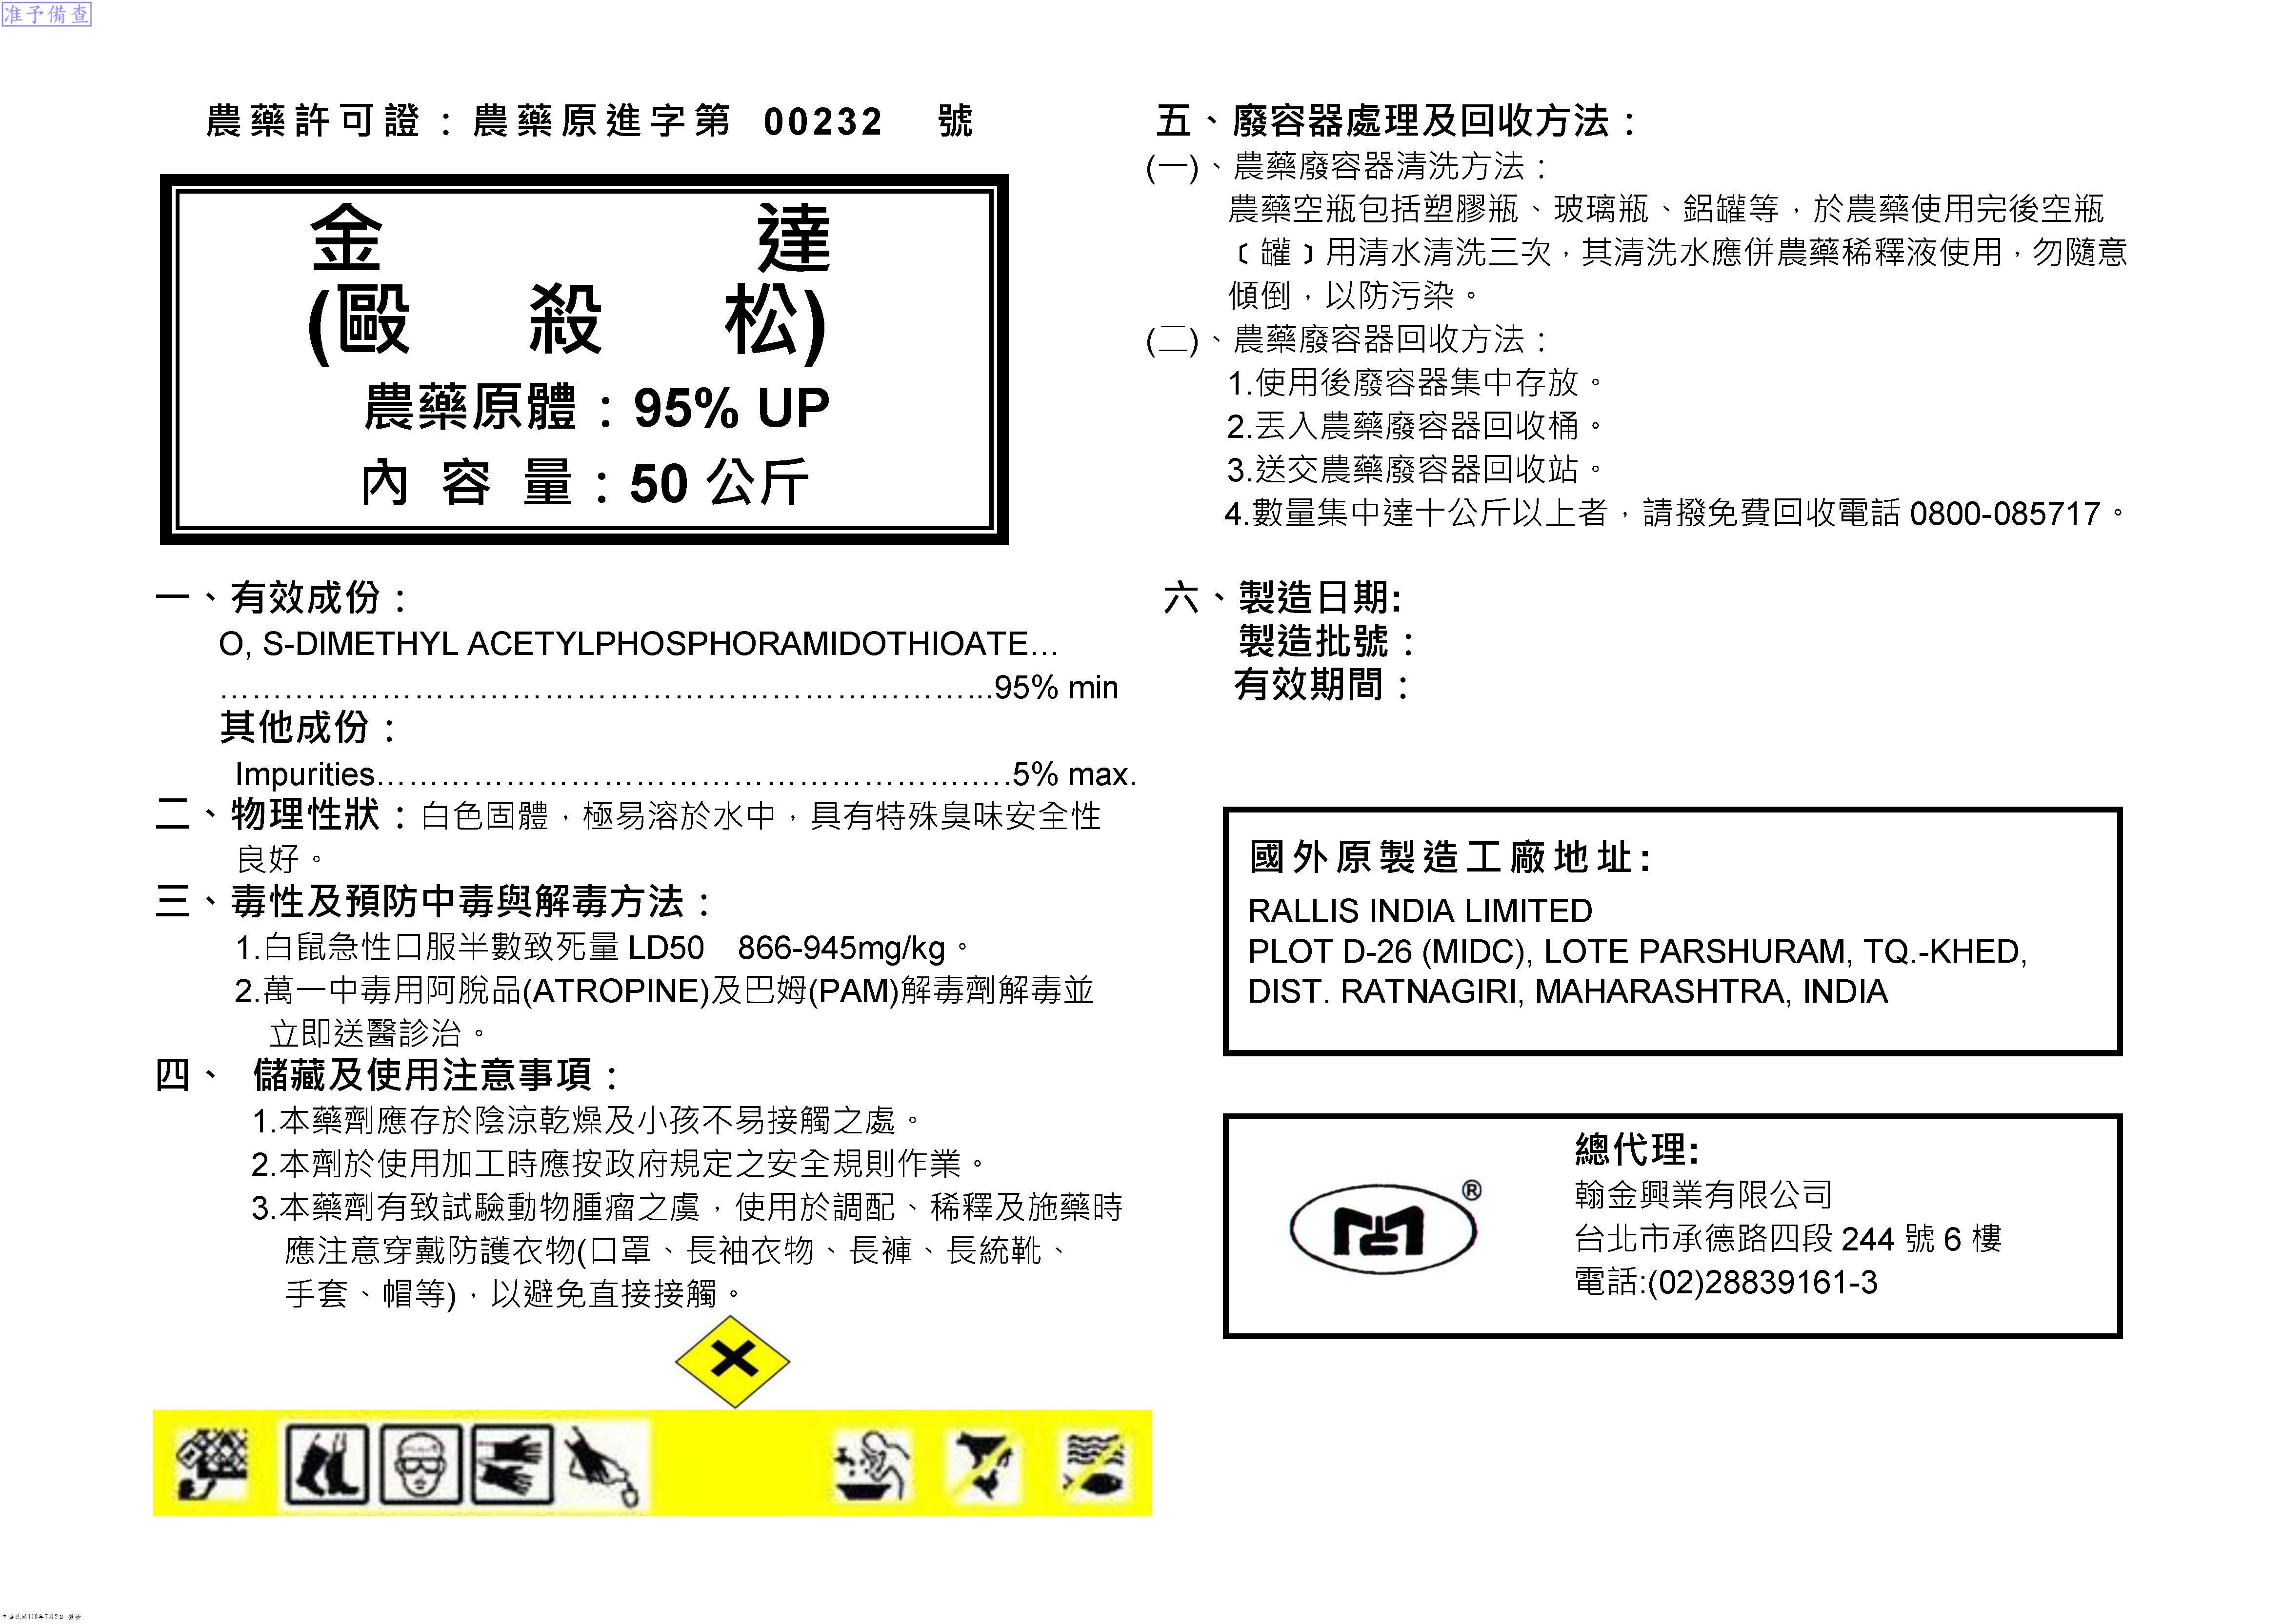 准予備查
農藥許可證：農藥原進字第 00232 號
金 達
(毆 殺 松)
農藥原體：95% UP
內 容 量：50 公斤
一、有效成份：
O, S-DIMETHYL ACETYLPHOSPHORAMIDOTHIOATE…
……………………………………………………………………...95% min
其他成份：
Impurities……………………………………………………….5% max.
二、物理性狀：白色固體，極易溶於水中，具有特殊臭味安全性
良好。
三、毒性及預防中毒與解毒方法：
1.白鼠急性口服半數致死量 LD50 866-945mg/kg。
2.萬一中毒用阿脫品(ATROPINE)及巴姆(PAM)解毒劑解毒並
立即送醫診治。
四、 儲藏及使用注意事項：
1.本藥劑應存於陰涼乾燥及小孩不易接觸之處。
2.本劑於使用加工時應按政府規定之安全規則作業。
3.本藥劑有致試驗動物腫瘤之虞，使用於調配、稀釋及施藥時
應注意穿戴防護衣物(口罩、長袖衣物、長褲、長統靴、
手套、帽等)，以避免直接接觸。
五、廢容器處理及回收方法：
(一)、農藥廢容器清洗方法：
農藥空瓶包括塑膠瓶、玻璃瓶、鋁罐等，於農藥使用完後空瓶
﹝罐﹞用清水清洗三次，其清洗水應併農藥稀釋液使用，勿隨意
傾倒，以防污染。
(二)、農藥廢容器回收方法：
1.使用後廢容器集中存放。
2.丟入農藥廢容器回收桶。
3.送交農藥廢容器回收站。
4.數量集中達十公斤以上者，請撥免費回收電話 0800-085717。
六、製造日期:
製造批號：
有效期間：
國外原製造工廠地址:
RALLIS INDIA LIMITED
PLOT D-26 (MIDC), LOTE PARSHURAM, TQ.-KHED,
DIST. RATNAGIRI, MAHARASHTRA, INDIA
®
總代理:
翰金興業有限公司
台北市承德路四段 244 號 6 樓
電話:(02)28839161-3
中華民國110年7月2日 簽發